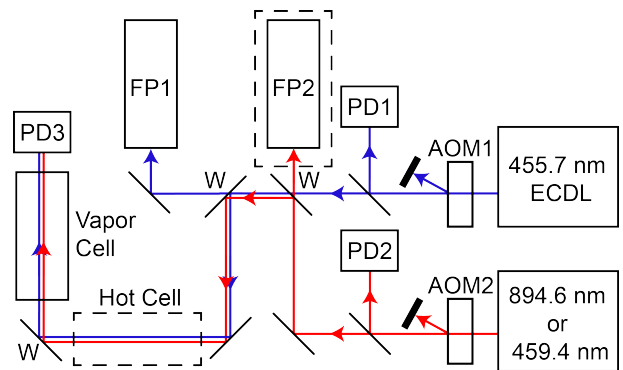 FP1
FP2
PD1
PD3
AOM1
455.7 nm
ECDL
W
W
Vapor
Cell
PD2
Hot Cell
AOM2
894.6 nm
or
459.4 nm
W